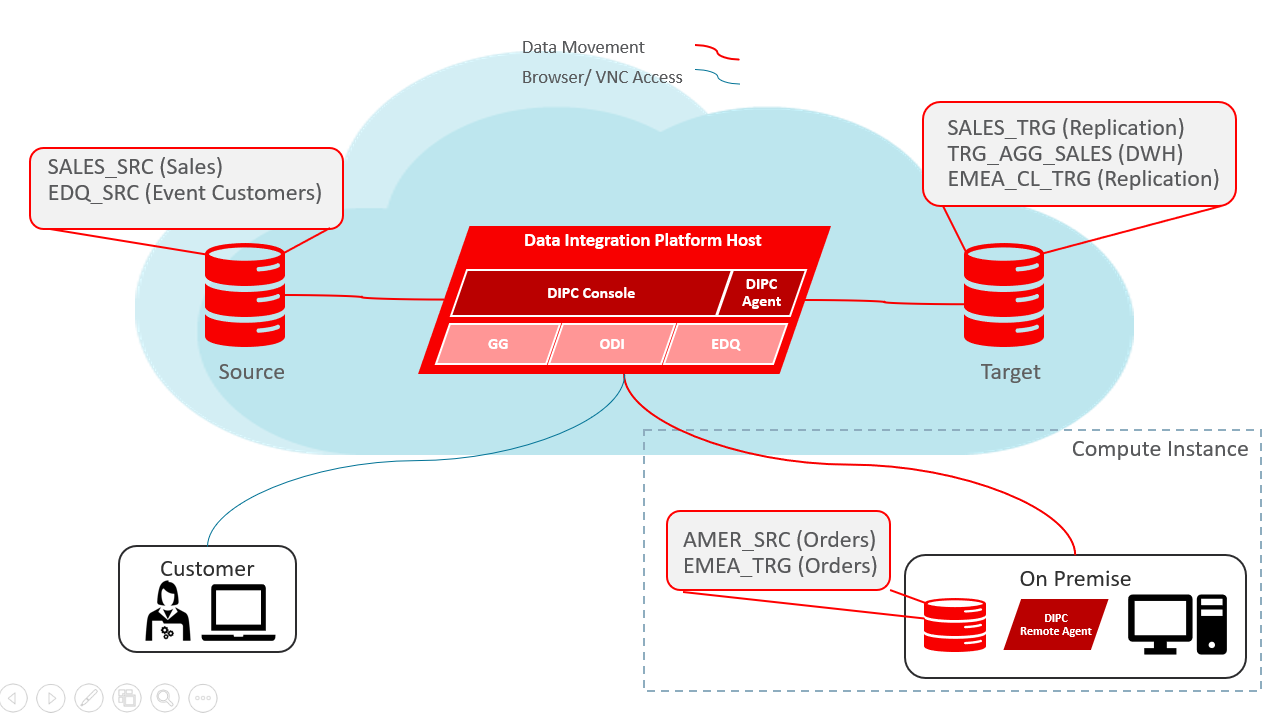 Data Movement
Browser/ VNC Access
SALES_SRC (Sales)
EDQ_SRC (Event Customers)
SALES_TRG (Replication)
TRG_AGG_SALES (DWH)
EMEA_CL_TRG (Replication)
Data Integration Platform Host
DIPC Console
DIPC
Agent
GG
ODI
EDQ
Source
Target
Compute Instance
AMER_SRC (Orders)
EMEA_TRG (Orders)
Customer
On Premise
DIPC
Remote Agent